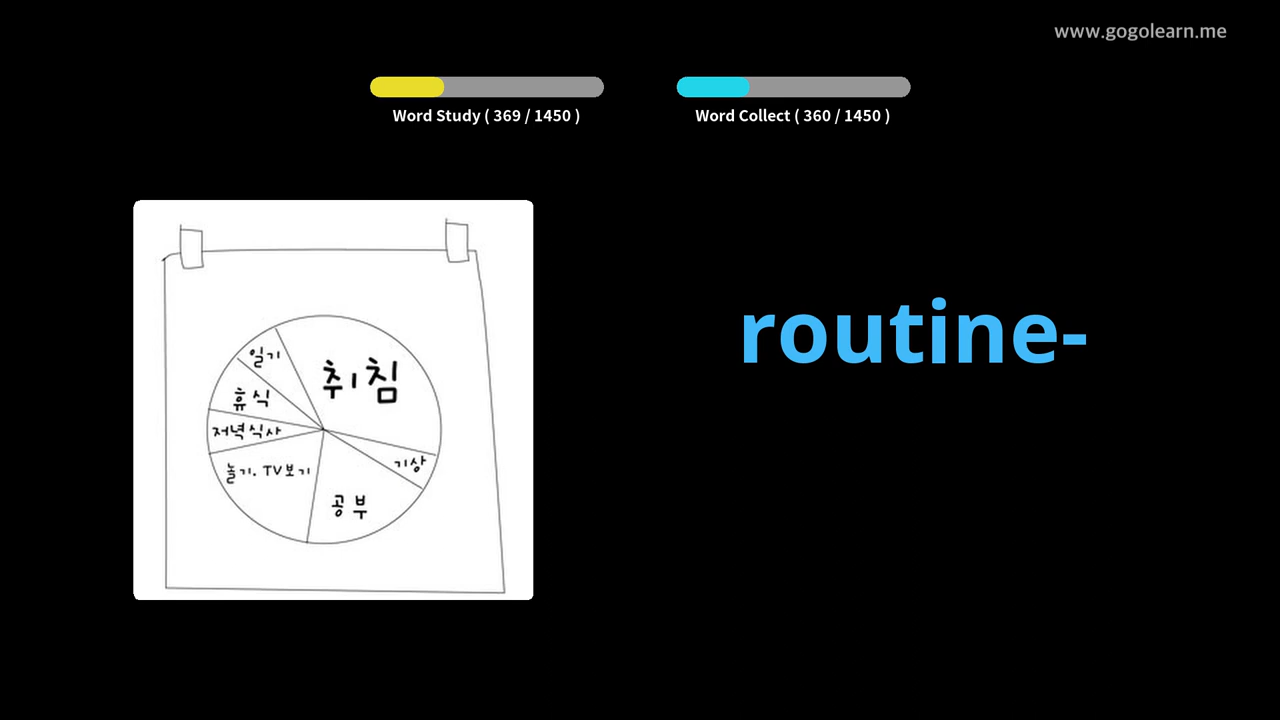 www.gogolearn.me
Word Study ( 369 / 1450 )
Word Collect ( 360 / 1450 )
routine-
일기
취침
휴식
저녁식사
기상
놀기. TV보기
공부